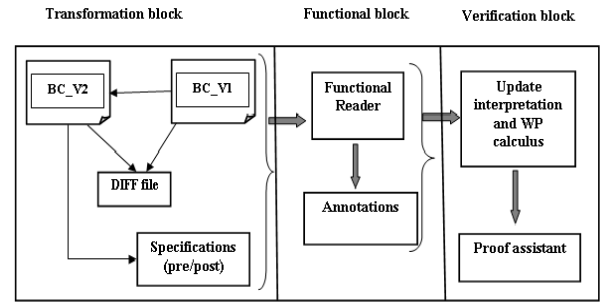 Transformation block
Functional block
Verification block
BC_V2
BC_V1
DIFF file
Specifications
(pre/post)
Functional
Reader
Annotations
Update
interpretation
and WP
calculus
Proof assistant